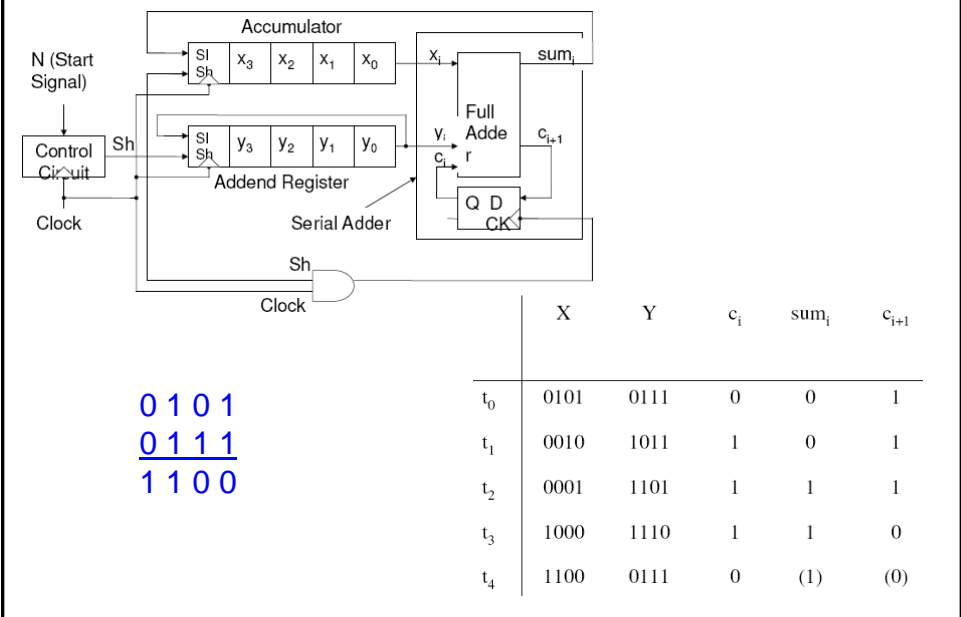 Accumulator
N (Start
Signal)
SI
Sh
x3 x2 x1 x0
xi
sumi
Full
Adde
r
yi
ci
ci+1
Control
Circuit
Sh
SI
Sh
y3 y2 y1 y0
Addend Register
Q D
CK
Clock
Serial Adder
Sh
Clock
X Y ci sumi ci+1
t0 0101 0111 0 0 1
t1 0010 1011 1 0 1
t2 0001 1101 1 1 1
t3 1000 1110 1 1 0
t4 1100 0111 0 (1) (0)
0 1 0 1
0 1 1 1
1 1 0 0